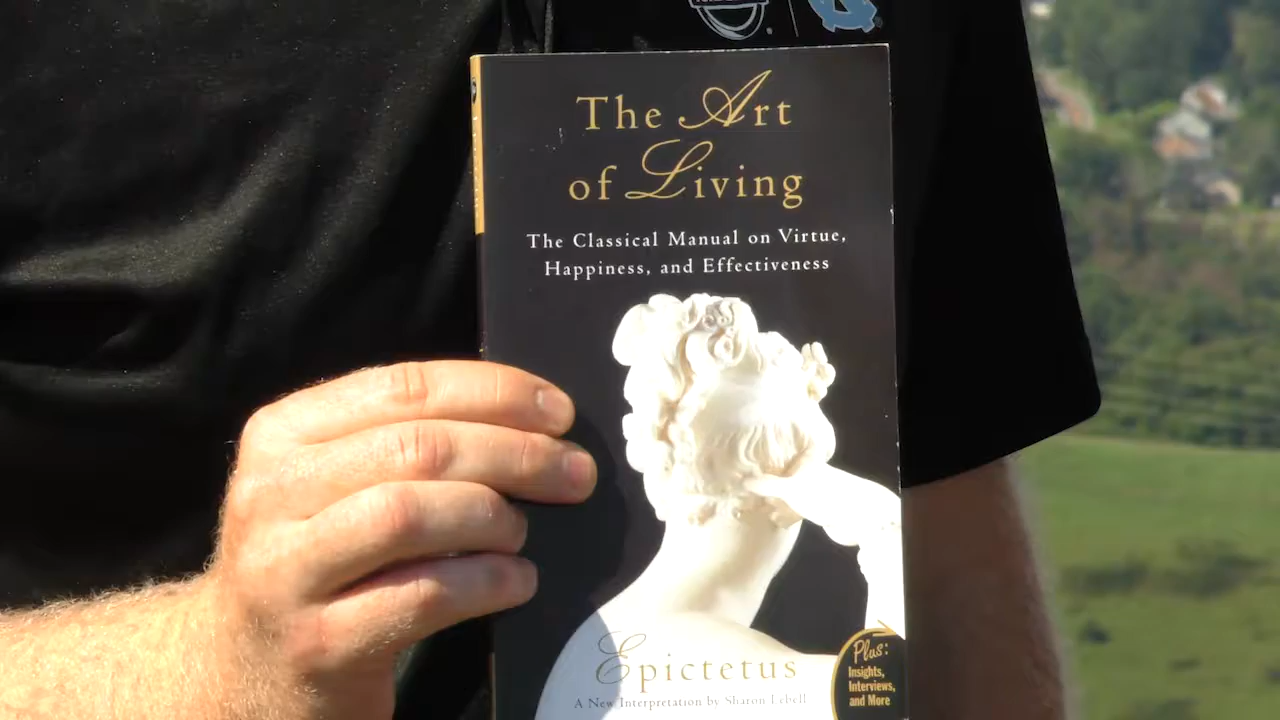 The Art
of Living
The Classical Manual on Virtue,
Happiness, and Effectiveness
Epictetus
A New Interpretation by Sharon Lebell
Plus:
Insights,
Interviews,
and More